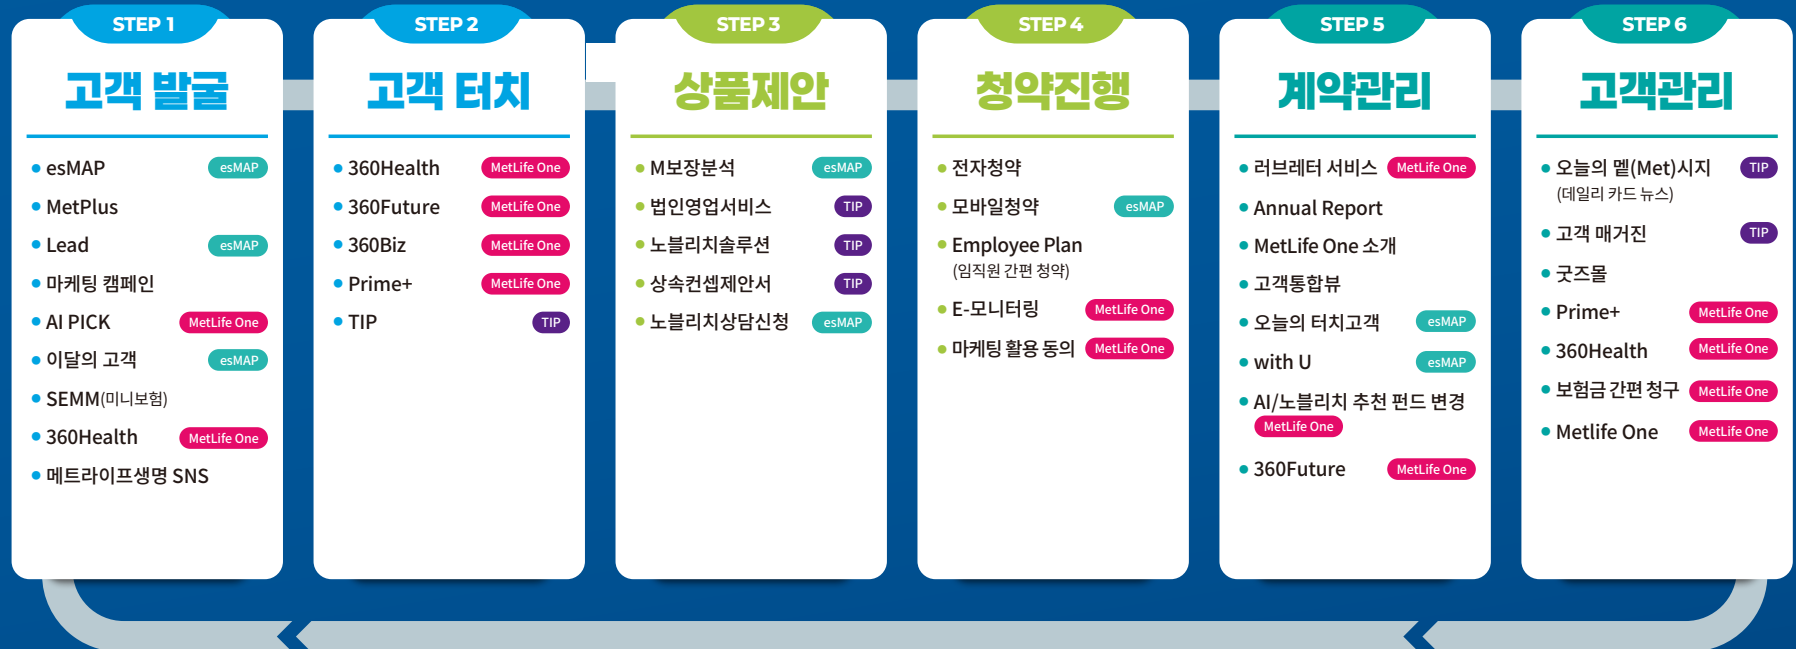 STEP 1
고객 발굴
esMAP esMAP
MetPlus
Lead esMAP
마케팅 캠페인
AI PICK MetLife One
이달의 고객 esMAP
SEMM(미니보험)
360Health MetLife One
메트라이프생명 SNS
STEP 2
고객 터치
360Health MetLife One
360Future MetLife One
360Biz MetLife One
Prime+ MetLife One
TIP TIP
STEP 3
상품제안
M보장분석 esMAP
법인영업서비스 TIP
노블리치솔루션 TIP
상속컨셉제안서 TIP
노블리치상담신청 esMAP
STEP 4
청약진행
전자청약
모바일청약 esMAP
Employee Plan
(임직원 간편 청약)
E-모니터링 MetLife One
마케팅 활용 동의 MetLife One
STEP 5
계약관리
러브레터 서비스 MetLife One
Annual Report
MetLife One 소개
고객통합뷰
오늘의 터치고객 esMAP
with U esMAP
AI/노블리치 추천 펀드 변경
MetLife One
360Future MetLife One
STEP 6
고객관리
오늘의 멭(Met)시지 TIP
(데일리 카드 뉴스)
고객 매거진 TIP
굿즈몰
Prime+ MetLife One
360Health MetLife One
보험금 간편 청구 MetLife One
Metlife One MetLife One